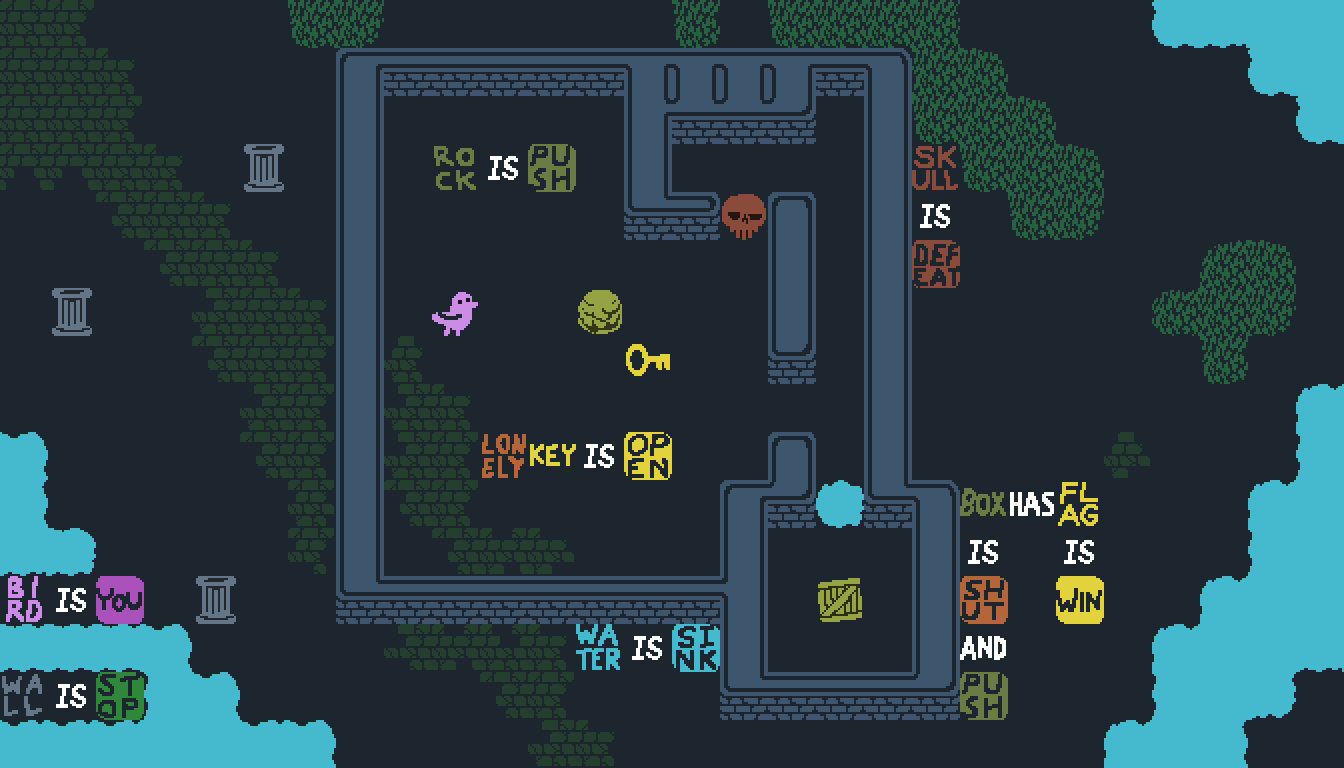 ROCK IS PUSH
SKULL
IS
DEFEAT
LONELY KEY IS OPEN
BOX HAS FLAG
IS IS
SHUT WIN
AND
PUSH
BIRD IS YOU
WATER IS SINK
WALL IS STOP